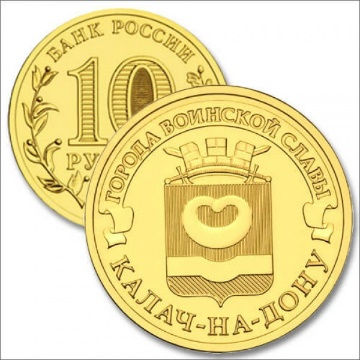 БАНК РОССИИ
10
РУ
ГОРОДА ВОИНСКОЙ СЛАВЫ
КАЛАЧ-НА-ДОНУ